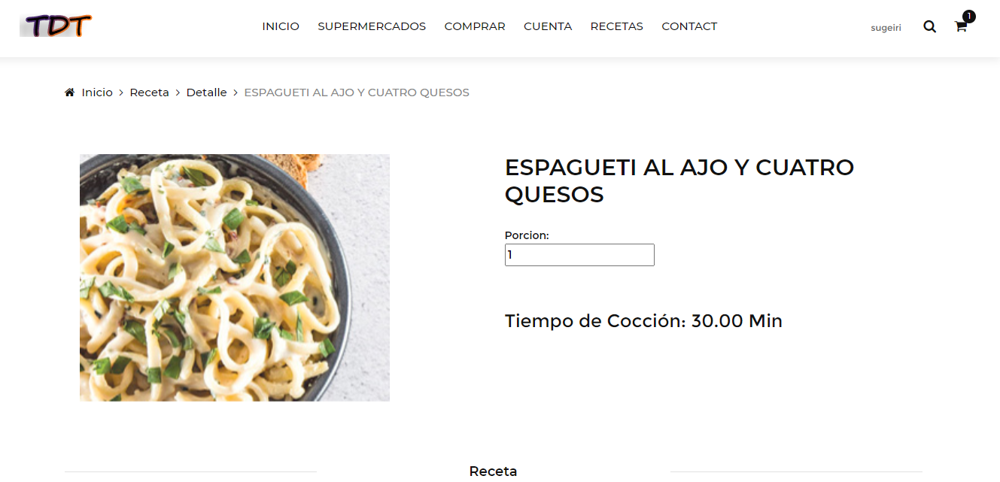 TDT
INICIO SUPERMERCADOS COMPRAR CUENTA RECETAS CONTACT
sugeiri
1
Inicio > Receta > Detalle > ESPAGUETI AL AJO Y CUATRO QUESOS
ESPAGUETI AL AJO Y CUATRO
QUESOS
Porcion:
1
Tiempo de Cocción: 30.00 Min
Receta